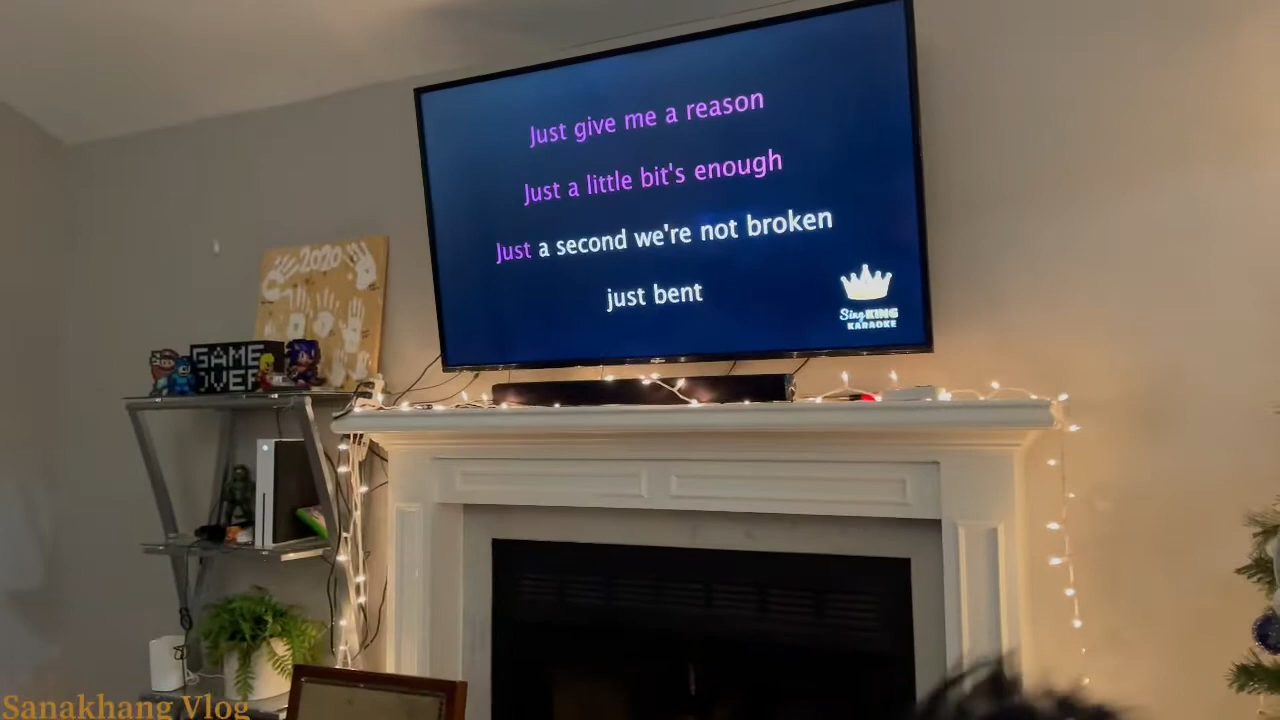 Just give me a reason
Just a little bit's enough
Just a second we're not broken
just bent
Sing KING
KARAOKE
2020
GAME
OVER
Sanakhang Vlog